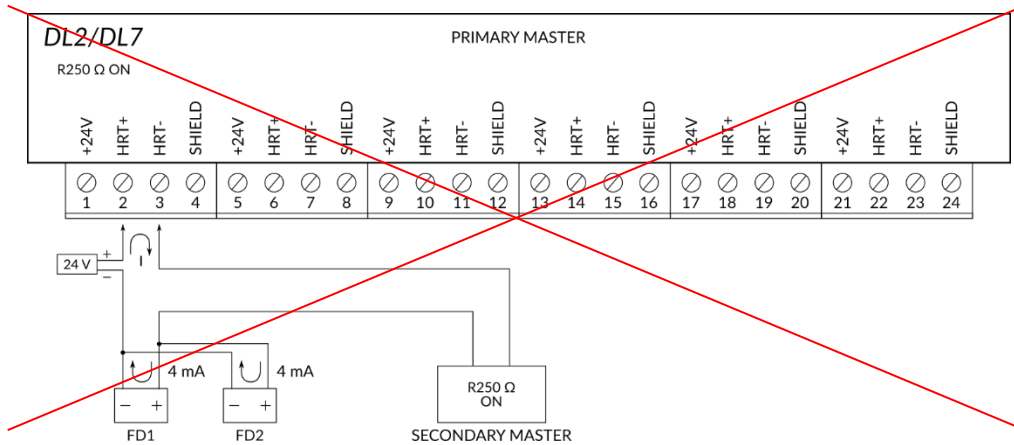 DL2/DL7
PRIMARY MASTER
R250 Ω ON
+24V HRT+ HRT- SHIELD +24V HRT+ HRT- SHIELD +24V HRT+ HRT- SHIELD +24V HRT+ HRT- SHIELD +24V HRT+ HRT- SHIELD +24V HRT+ HRT- SHIELD
1 2 3 4 5 6 7 8 9 10 11 12 13 14 15 16 17 18 19 20 21 22 23 24
24 V + −
I
4 mA 4 mA
− + − +
R250 Ω
ON
FD1 FD2 SECONDARY MASTER